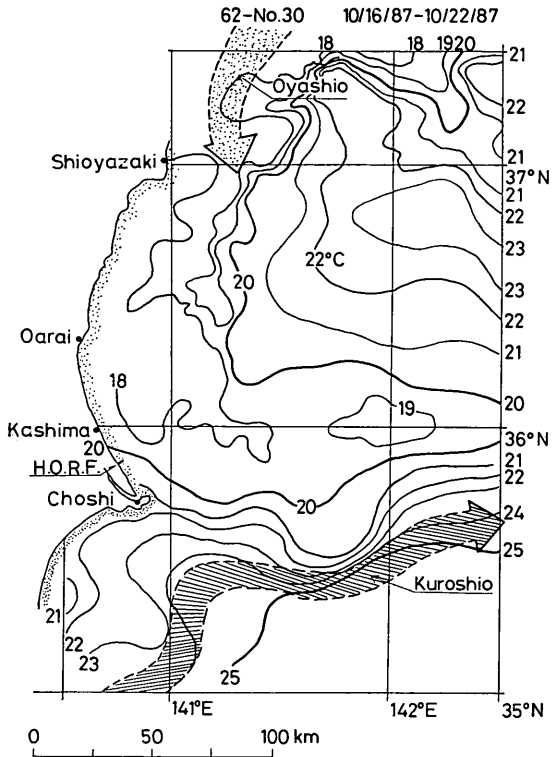 62-No.30 10/16/87-10/22/87
18 18 1920 21
Oyashio
22
Shioyazaki
21
37°N
21
22
22°C
23
20
23
22
Oarai
21
18
19
20
Kashima
36°N
20
21
H.O.R.F.
22
Choshi
20
24
25
Kuroshio
21
22
23
25
141°E 142°E 35°N
0 50 100 km